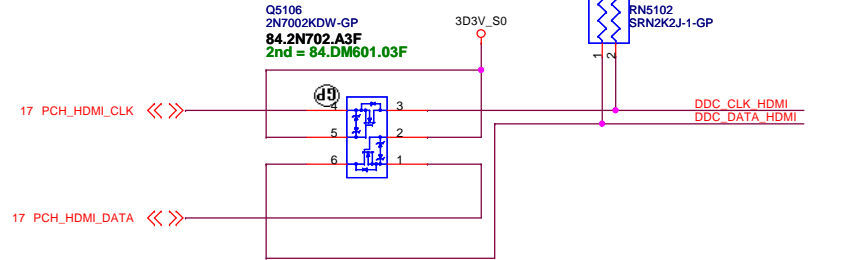 Q5106
2N7002KDW-GP
84.2N702.A3F
2nd = 84.DM601.03F
3D3V_S0
RN5102
SRN2K2J-1-GP
1
2
GP
17 PCH_HDMI_CLK
4
3
DDC_CLK_HDMI
DDC_DATA_HDMI
5
2
6
1
17 PCH_HDMI_DATA